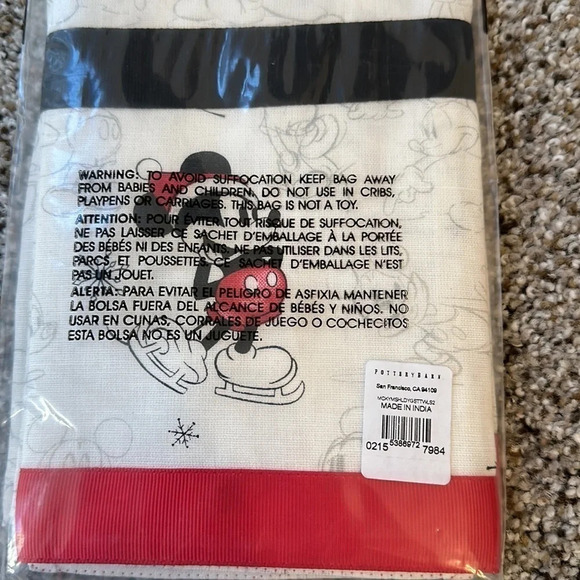 WARNING: TO AVOID SUFFOCATION KEEP BAG AWAY
FROM BABIES AND CHILDREN, DO NOT USE IN CRIBS,
PLAYPENS OR CARRIAGES. THIS BAG IS NOT A TOY.
ATTENTION: POUR ÉVITER TOUT RISQUE DE SUFFOCATION,
NE PAS LAISSER CE SACHET D'EMBALLAGE À LA PORTÉE
DES BÉBÉS NI DES ENFANTS. NE PAS UTILISER DANS LES LITS,
PARCS ET POUSSETTES. CE SACHET D'EMBALLAGE N'EST
PAS UN JOUET.
ALERTA: PARA EVITAR EL PELIGRO DE ASFIXIA MANTENER
LA BOLSA FUERA DEL ALCANCE DE BÉBÉS Y NIÑOS. NO
USAR EN CUNAS, CORRALES DE JUEGO O COCHECITOS
ESTA BOLSA NO ES UN JUGUETE.
POTTERY BARN
San Francisco, CA 94109
MCKYMSHLDYGSTTWLS2
MADE IN INDIA
0215 5388972 7984